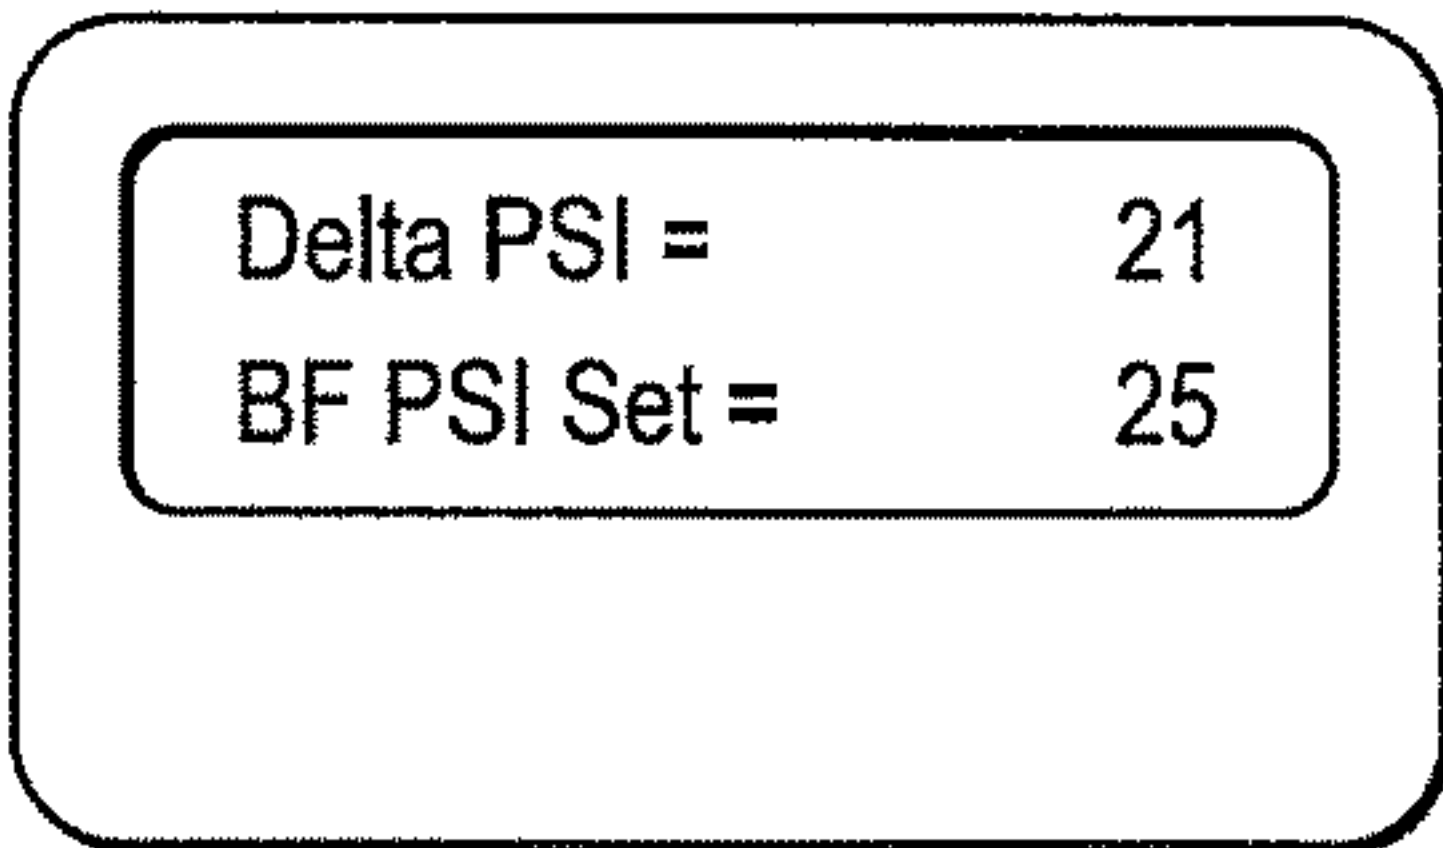 Delta PSI = 21
BF PSI Set = 25